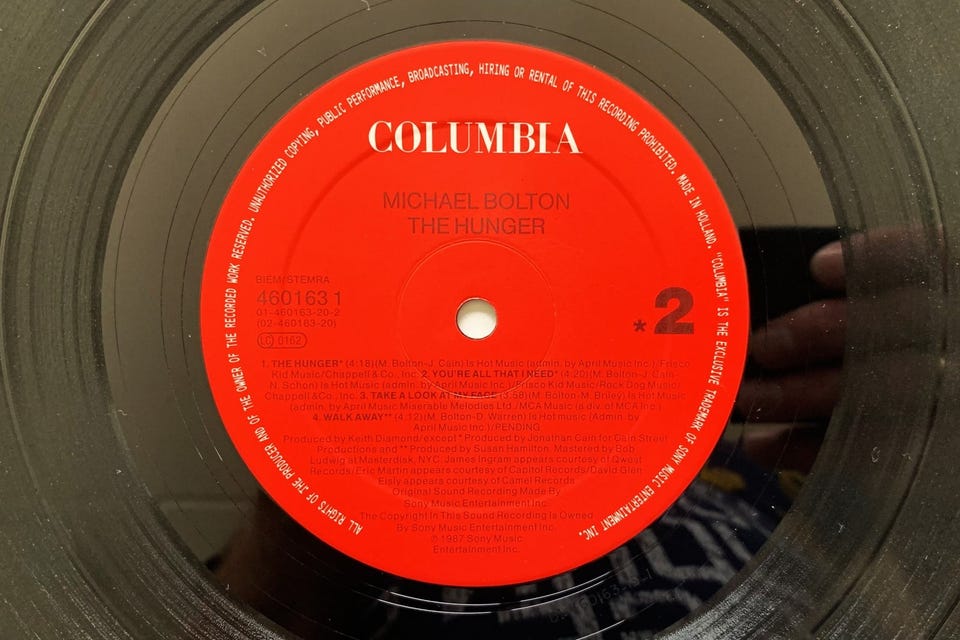 ALL RIGHTS OF THE PRODUCER AND OF THE OWNER OF THE RECORDED WORK RESERVED. UNAUTHORIZED COPYING, PUBLIC PERFORMANCE, BROADCASTING, HIRING OR RENTAL OF THIS RECORDING PROHIBITED. MADE IN HOLLAND. "COLUMBIA" IS THE EXCLUSIVE TRADEMARK OF SONY MUSIC ENTERTAINMENT INC.
COLUMBIA
MICHAEL BOLTON
THE HUNGER
BIEM/STEMRA
460163 1
01-460163-20-2
(02-460163-20)
LC 0162
*2
1. THE HUNGER* (4:18)(M. Bolton-J. Cain) Is Hot Music (admin. by April Music Inc.) Frisco
Kid Music/Chappell & Co., Inc. 2. YOU'RE ALL THAT I NEED* (4:20)(M. Bolton-J. Cain-
N. Schon) Is Hot Music (admin. by April Music Inc.)/Frisco Kid Music/Rock Dog Music-
Chappell & Co., Inc. 3. TAKE A LOOK AT MY FACE (3:58)(M. Bolton-M. Briley) Is Hot Music
(admin. by April Music Miserable Melodies Ltd./MCA Music (a div. of MCA Inc.)
4. WALK AWAY** (4:12)(M. Bolton-D. Warren) Is Hotmusic (Admin. by
April Music Inc.)/PENDING
Produced by Keith Diamond/except * Produced by Jonathan Cain for Cain Street
Productions and ** Produced by Susan Hamilton. Mastered by Bob
Ludwig at Masterdisk, NYC. James Ingram appears courtesy of Qwest
Records/Eric Martin appears courtesy of Capitol Records/David Glen
Eisly appears courtesy of Camel Records
Original Sound Recording Made By
Sony Music Entertainment Inc.
The Copyright In This Sound Recording Is Owned
By Sony Music Entertainment Inc.
℗ 1987 Sony Music
Entertainment Inc.